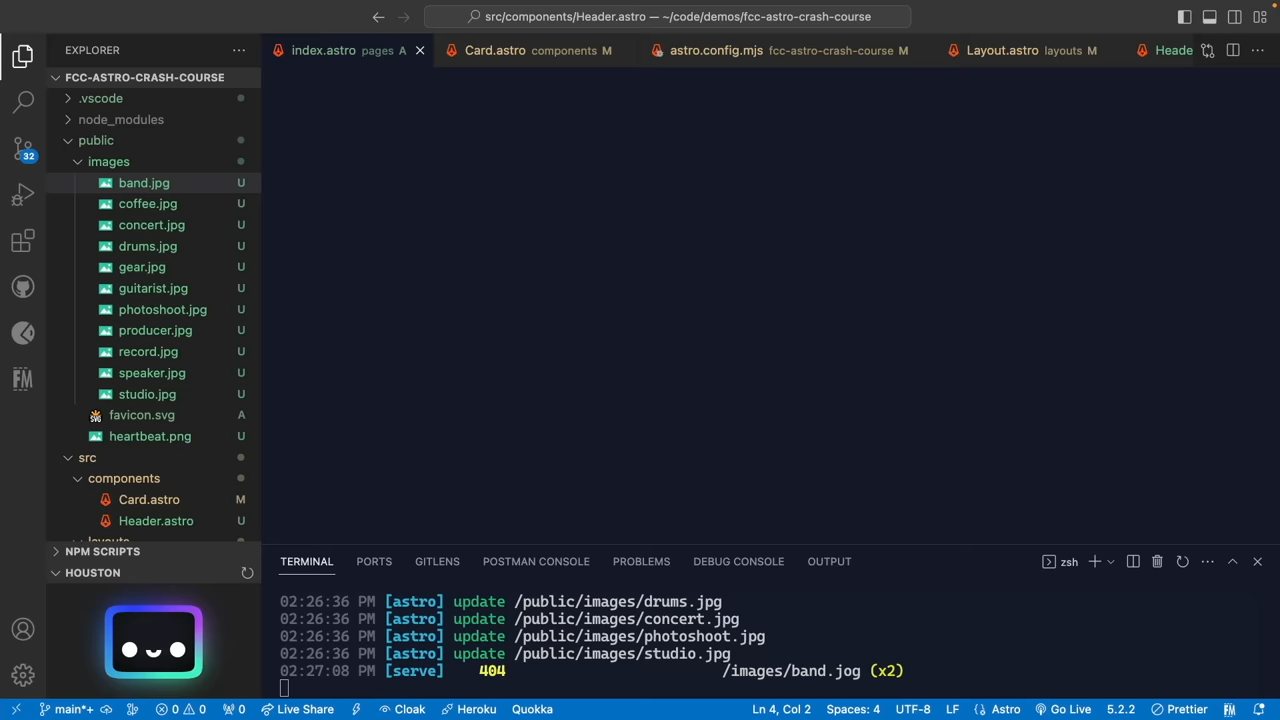 src/components/Header.astro — ~/code/demos/fcc-astro-crash-course
EXPLORER
index.astro pages A
Card.astro components M
astro.config.mjs fcc-astro-crash-course M
Layout.astro layouts M
Heade
FCC-ASTRO-CRASH-COURSE
.vscode
node_modules
public
images
band.jpg U
coffee.jpg U
concert.jpg U
drums.jpg U
gear.jpg U
guitarist.jpg U
photoshoot.jpg U
producer.jpg U
record.jpg U
speaker.jpg U
studio.jpg U
SVG favicon.svg A
heartbeat.png U
src
components
Card.astro M
Header.astro U
layouts
NPM SCRIPTS
HOUSTON
32
FM
TERMINAL PORTS GITLENS POSTMAN CONSOLE PROBLEMS DEBUG CONSOLE OUTPUT
zsh
02:26:36 PM [astro] update /public/images/drums.jpg
02:26:36 PM [astro] update /public/images/concert.jpg
02:26:36 PM [astro] update /public/images/photoshoot.jpg
02:26:36 PM [astro] update /public/images/studio.jpg
02:27:08 PM [serve] 404 /images/band.jog (x2)
main*+ 0 0 0 Live Share Cloak Heroku Quokka Ln 4, Col 2 Spaces: 4 UTF-8 LF Astro Go Live 5.2.2 Prettier FM